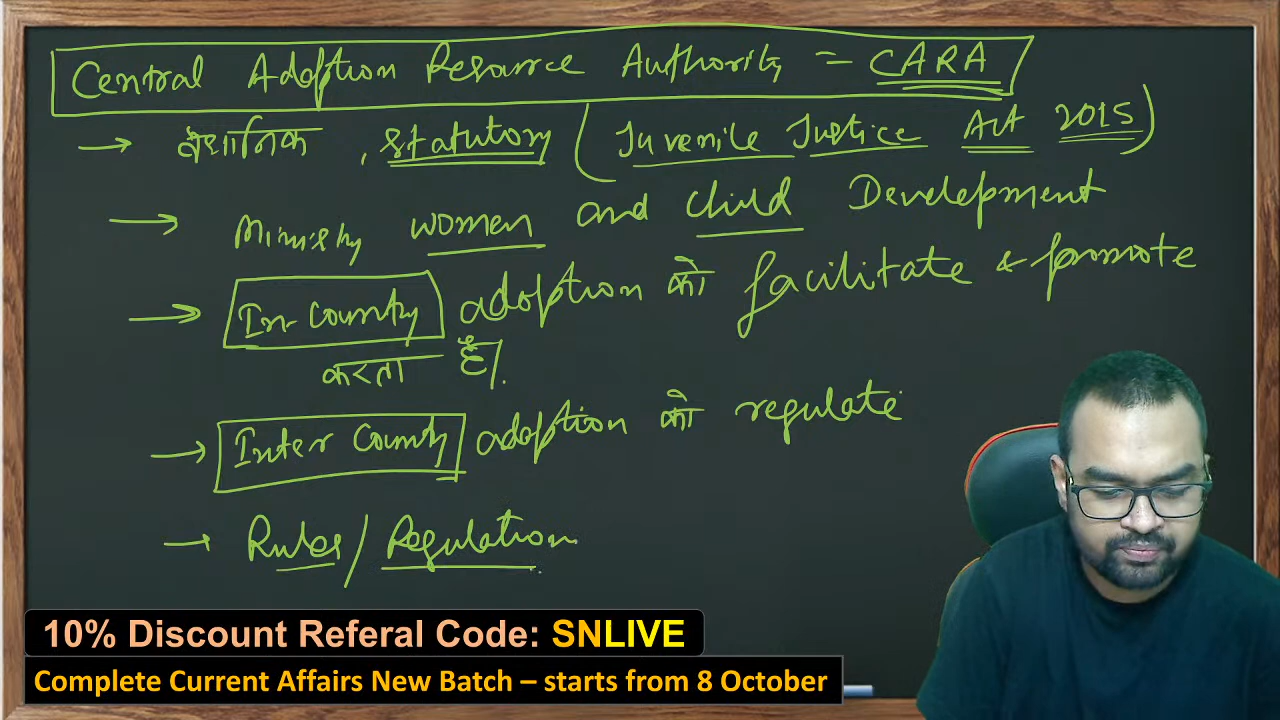 Central Adoption Resource Authority = CARA
→ वैधानिक, statutory (Juvenile Justice Act 2015)
→ Ministry women and child Development
→ In-Country adoption को facilitate & promote
करता है।
→ Inter Country adoption को regulate
→ Rules/Regulation
10% Discount Referal Code: SNLIVE
Complete Current Affairs New Batch – starts from 8 October